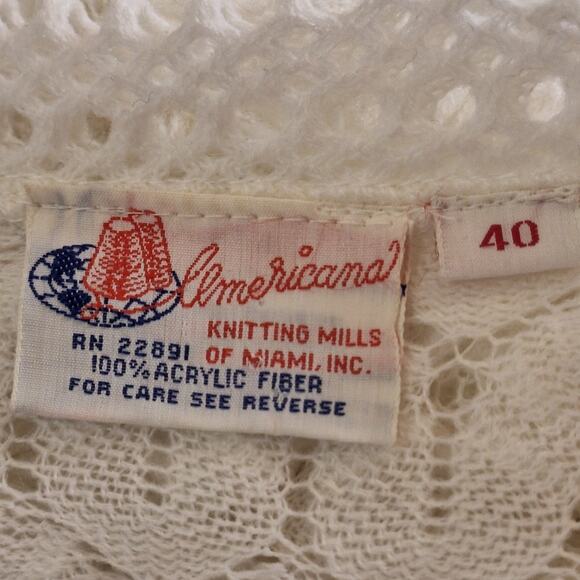 Americana
KNITTING MILLS
OF MIAMI, INC.
RN 22891
100% ACRYLIC FIBER
FOR CARE SEE REVERSE
40